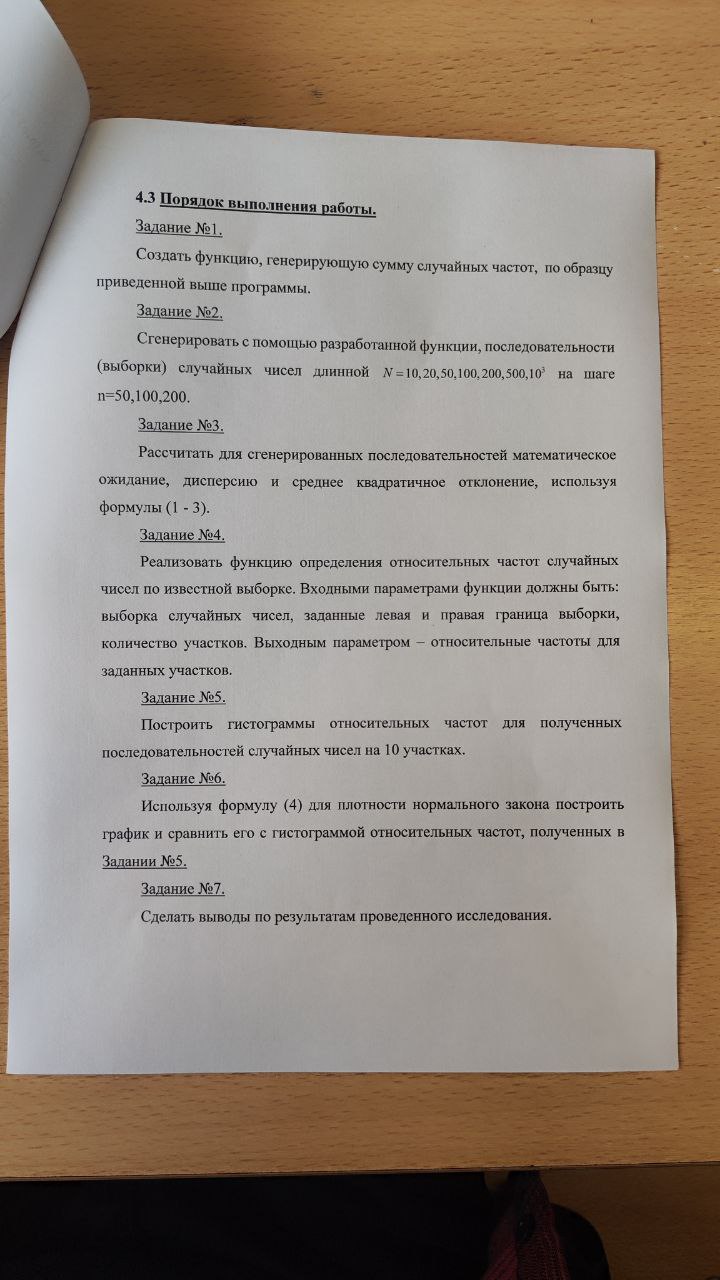 4.3 Порядок выполнения работы.
Задание №1.
Создать функцию, генерирующую сумму случайных частот, по образцу
приведенной выше программы.
Задание №2.
Сгенерировать с помощью разработанной функции, последовательности
(выборки) случайных чисел длинной N=10,20,50,100,200,500,10³ на шаге
n=50,100,200.
Задание №3.
Рассчитать для сгенерированных последовательностей математическое
ожидание, дисперсию и среднее квадратичное отклонение, используя
формулы (1 - 3).
Задание №4.
Реализовать функцию определения относительных частот случайных
чисел по известной выборке. Входными параметрами функции должны быть:
выборка случайных чисел, заданные левая и правая граница выборки,
количество участков. Выходным параметром – относительные частоты для
заданных участков.
Задание №5.
Построить гистограммы относительных частот для полученных
последовательностей случайных чисел на 10 участках.
Задание №6.
Используя формулу (4) для плотности нормального закона построить
график и сравнить его с гистограммой относительных частот, полученных в
Задании №5.
Задание №7.
Сделать выводы по результатам проведенного исследования.